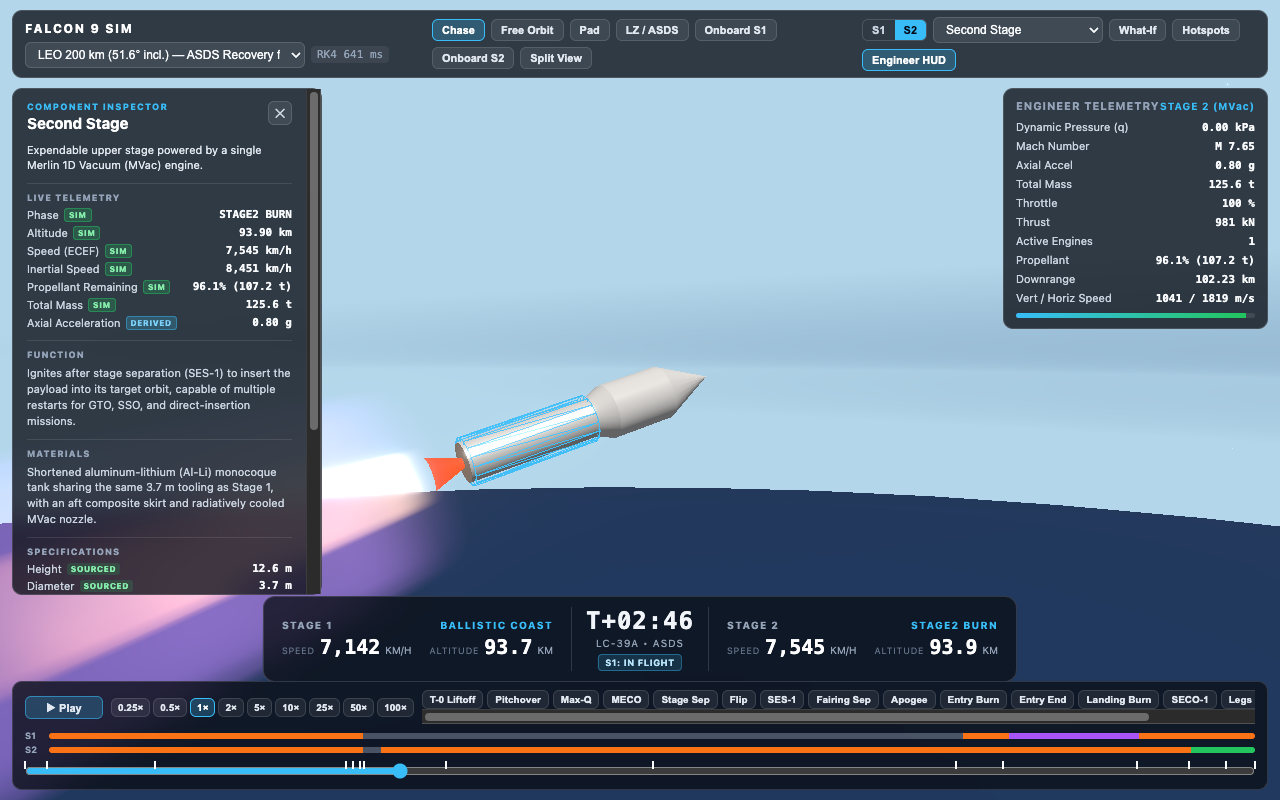 FALCON 9 SIM
LEO 200 km (51.6° incl.) — ASDS Recovery f
RK4 641 ms
Chase
Free Orbit
Pad
LZ / ASDS
Onboard S1
Onboard S2
Split View
S1
S2
Second Stage
What-If
Hotspots
Engineer HUD
COMPONENT INSPECTOR
Second Stage
Expendable upper stage powered by a single
Merlin 1D Vacuum (MVac) engine.
LIVE TELEMETRY
Phase SIM STAGE2 BURN
Altitude SIM 93.90 km
Speed (ECEF) SIM 7,545 km/h
Inertial Speed SIM 8,451 km/h
Propellant Remaining SIM 96.1% (107.2 t)
Total Mass SIM 125.6 t
Axial Acceleration DERIVED 0.80 g
FUNCTION
Ignites after stage separation (SES-1) to insert the
payload into its target orbit, capable of multiple
restarts for GTO, SSO, and direct-insertion
missions.
MATERIALS
Shortened aluminum-lithium (Al-Li) monocoque
tank sharing the same 3.7 m tooling as Stage 1,
with an aft composite skirt and radiatively cooled
MVac nozzle.
SPECIFICATIONS
Height SOURCED 12.6 m
Diameter SOURCED 3.7 m
ENGINEER TELEMETRY STAGE 2 (MVac)
Dynamic Pressure (q) 0.00 kPa
Mach Number M 7.65
Axial Accel 0.80 g
Total Mass 125.6 t
Throttle 100 %
Thrust 981 kN
Active Engines 1
Propellant 96.1% (107.2 t)
Downrange 102.23 km
Vert / Horiz Speed 1041 / 1819 m/s
STAGE 1 BALLISTIC COAST
SPEED 7,142 KM/H ALTITUDE 93.7 KM
T+02:46
LC-39A • ASDS
S1: IN FLIGHT
STAGE 2 STAGE2 BURN
SPEED 7,545 KM/H ALTITUDE 93.9 KM
Play
0.25×
0.5×
1×
2×
5×
10×
25×
50×
100×
T-0 Liftoff
Pitchover
Max-Q
MECO
Stage Sep
Flip
SES-1
Fairing Sep
Apogee
Entry Burn
Entry End
Landing Burn
SECO-1
Legs
S1
S2